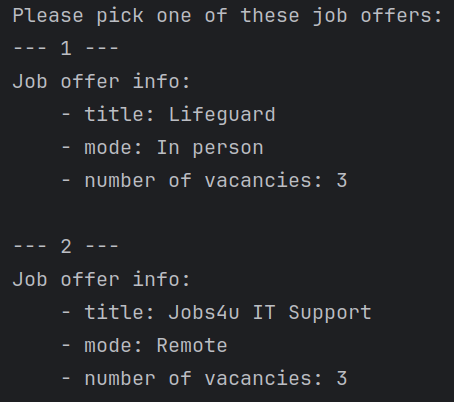 Please pick one of these job offers:
--- 1 ---
Job offer info:
    - title: Lifeguard
    - mode: In person
    - number of vacancies: 3

--- 2 ---
Job offer info:
    - title: Jobs4u IT Support
    - mode: Remote
    - number of vacancies: 3